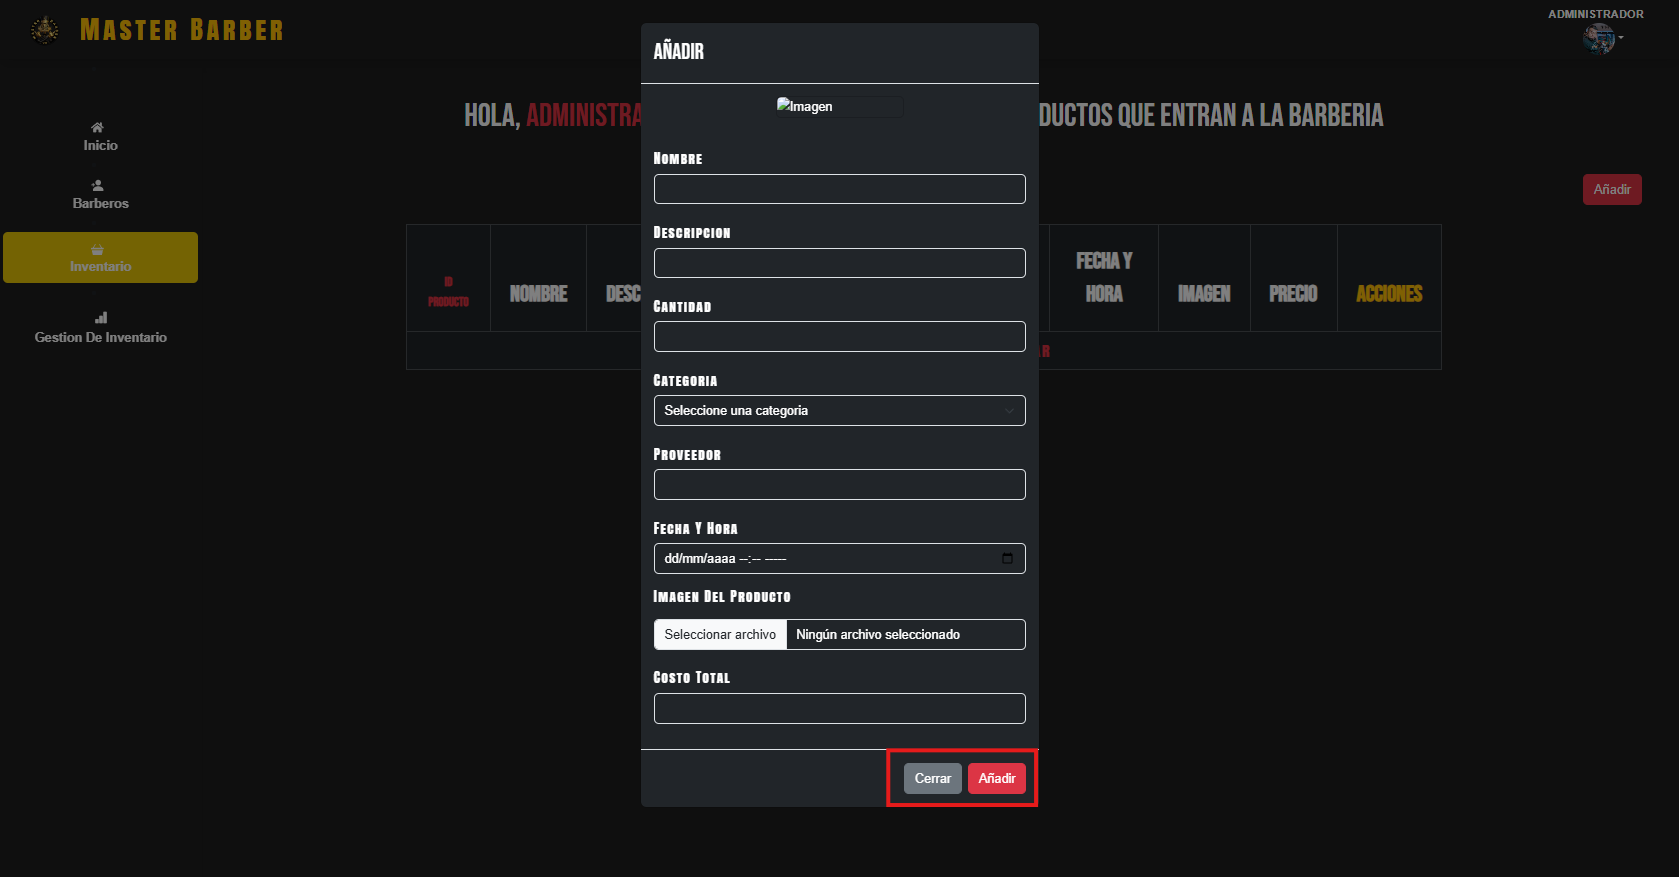 MASTER BARBER
ADMINISTRADOR
Inicio
Barberos
Inventario
Gestion De Inventario
HOLA,
DUCTOS QUE ENTRAN A LA BARBERIA
Añadir
ID
PRODUCTO
NOMBRE
FECHA Y
HORA
IMAGEN
PRECIO
ACCIONES
AÑADIR
Imagen
NOMBRE
DESCRIPCION
CANTIDAD
CATEGORIA
Seleccione una categoria
PROVEEDOR
FECHA Y HORA
dd/mm/aaaa --:-- -----
IMAGEN DEL PRODUCTO
Seleccionar archivo Ningún archivo seleccionado
COSTO TOTAL
Cerrar Añadir